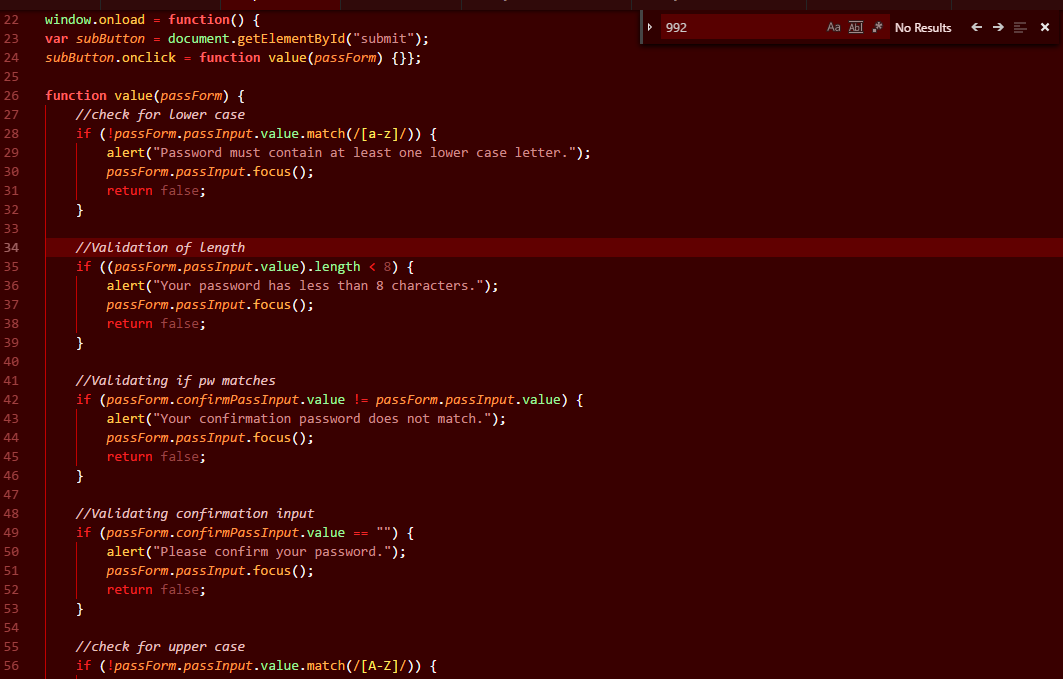 992 Aa Abl .* No Results
22 window.onload = function() {
23 var subButton = document.getElementById("submit");
24 subButton.onclick = function value(passForm) {}};
25
26 function value(passForm) {
27     //check for lower case
28     if (!passForm.passInput.value.match(/[a-z]/)) {
29         alert("Password must contain at least one lower case letter.");
30         passForm.passInput.focus();
31         return false;
32     }
33
34     //Validation of length
35     if ((passForm.passInput.value).length < 8) {
36         alert("Your password has less than 8 characters.");
37         passForm.passInput.focus();
38         return false;
39     }
40
41     //Validating if pw matches
42     if (passForm.confirmPassInput.value != passForm.passInput.value) {
43         alert("Your confirmation password does not match.");
44         passForm.passInput.focus();
45         return false;
46     }
47
48     //Validating confirmation input
49     if (passForm.confirmPassInput.value == "") {
50         alert("Please confirm your password.");
51         passForm.passInput.focus();
52         return false;
53     }
54
55     //check for upper case
56     if (!passForm.passInput.value.match(/[A-Z]/)) {